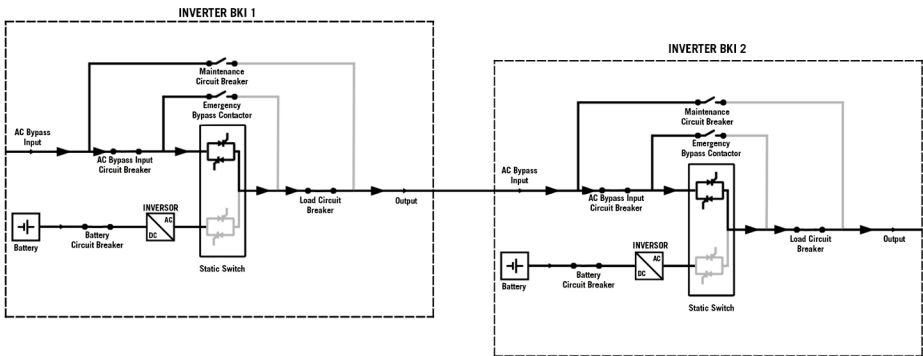 INVERTER BKI 1
Maintenance
Circuit Breaker
Emergency
Bypass Contactor
AC Bypass
Input
AC Bypass Input
Circuit Breaker
Load Circuit
Breaker
Output
INVERSOR
AC
DC
Battery
Battery
Circuit Breaker
Static Switch
INVERTER BKI 2
Maintenance
Circuit Breaker
Emergency
Bypass Contactor
AC Bypass
Input
AC Bypass Input
Circuit Breaker
Load Circuit
Breaker
Output
INVERSOR
AC
DC
Battery
Battery
Circuit Breaker
Static Switch